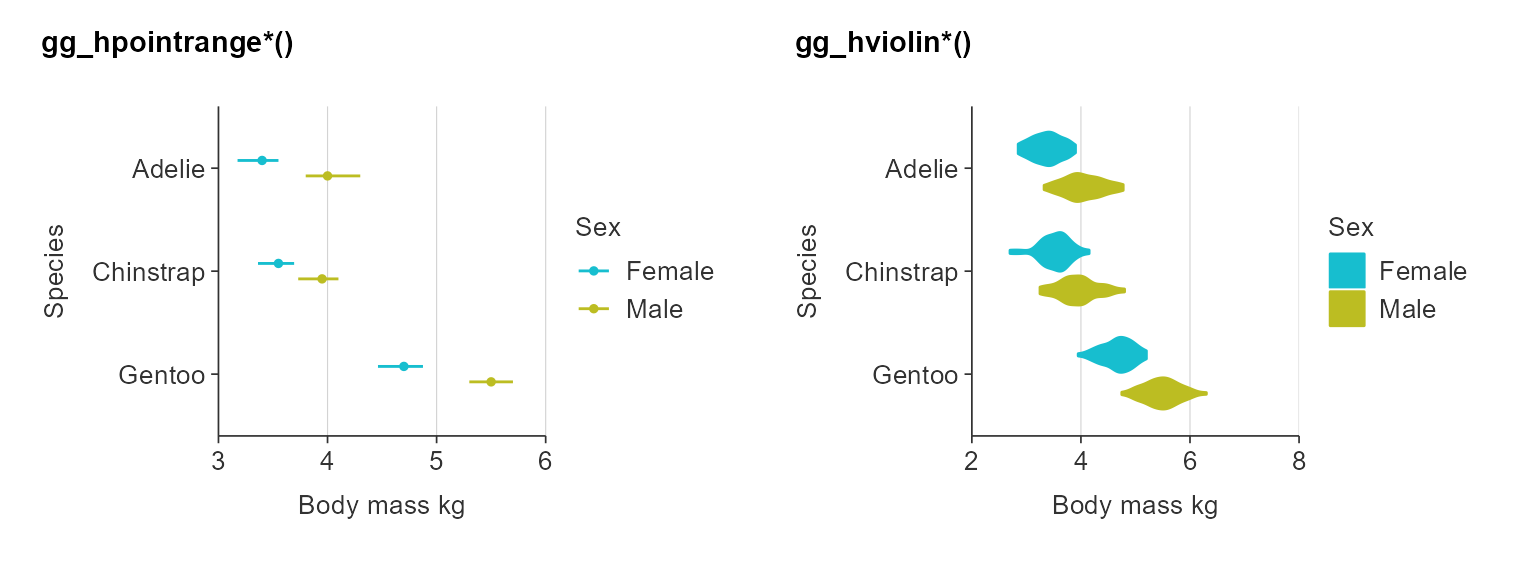 gg_hpointrange*()
Species
Adelie
Chinstrap
Gentoo
3 4 5 6
Body mass kg
Sex
Female
Male
gg_hviolin*()
Species
Adelie
Chinstrap
Gentoo
2 4 6 8
Body mass kg
Sex
Female
Male